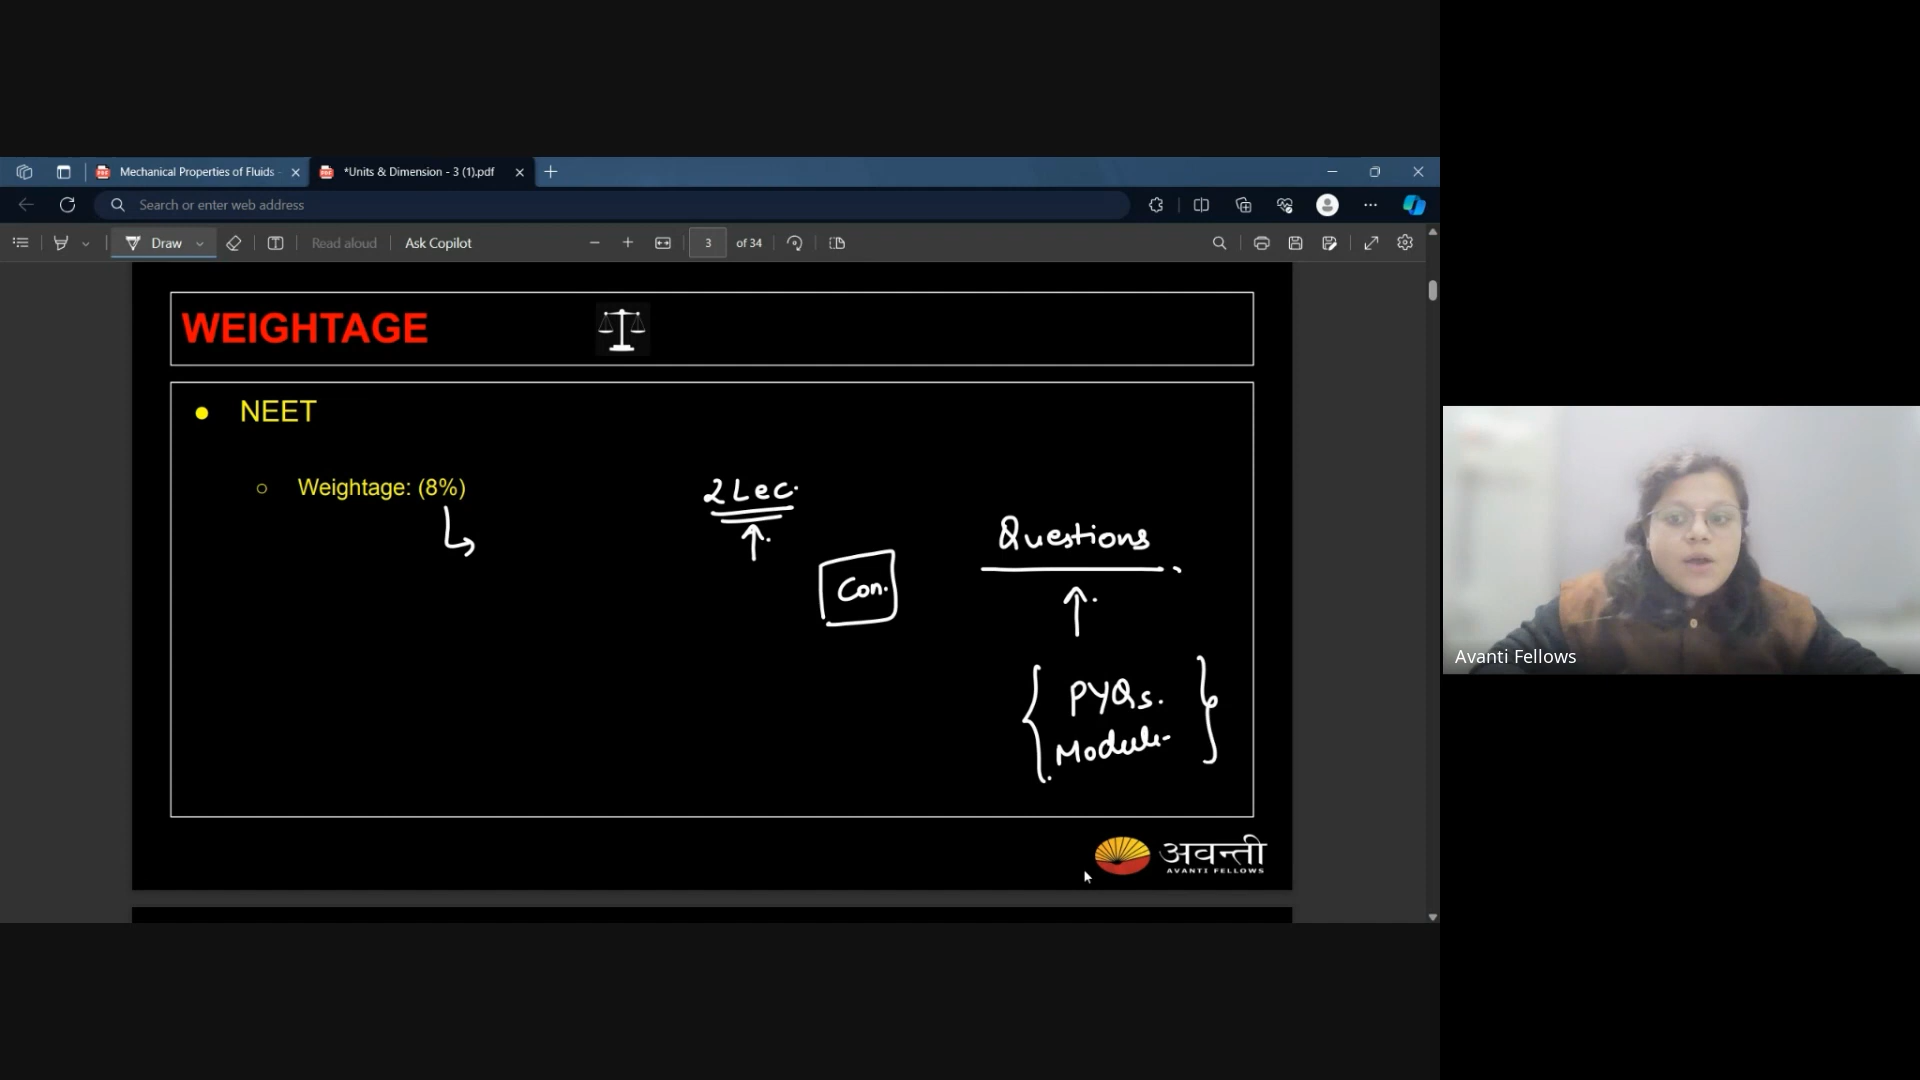 Mechanical Properties of Fluids -
*Units & Dimension - 3 (1).pdf
Search or enter web address
Draw
Read aloud
Ask Copilot
3
of 34
WEIGHTAGE
NEET
Weightage: (8%)
2 Lec.
Con.
Questions
PYQs.
Module
अवन्ती
AVANTI FELLOWS
Avanti Fellows